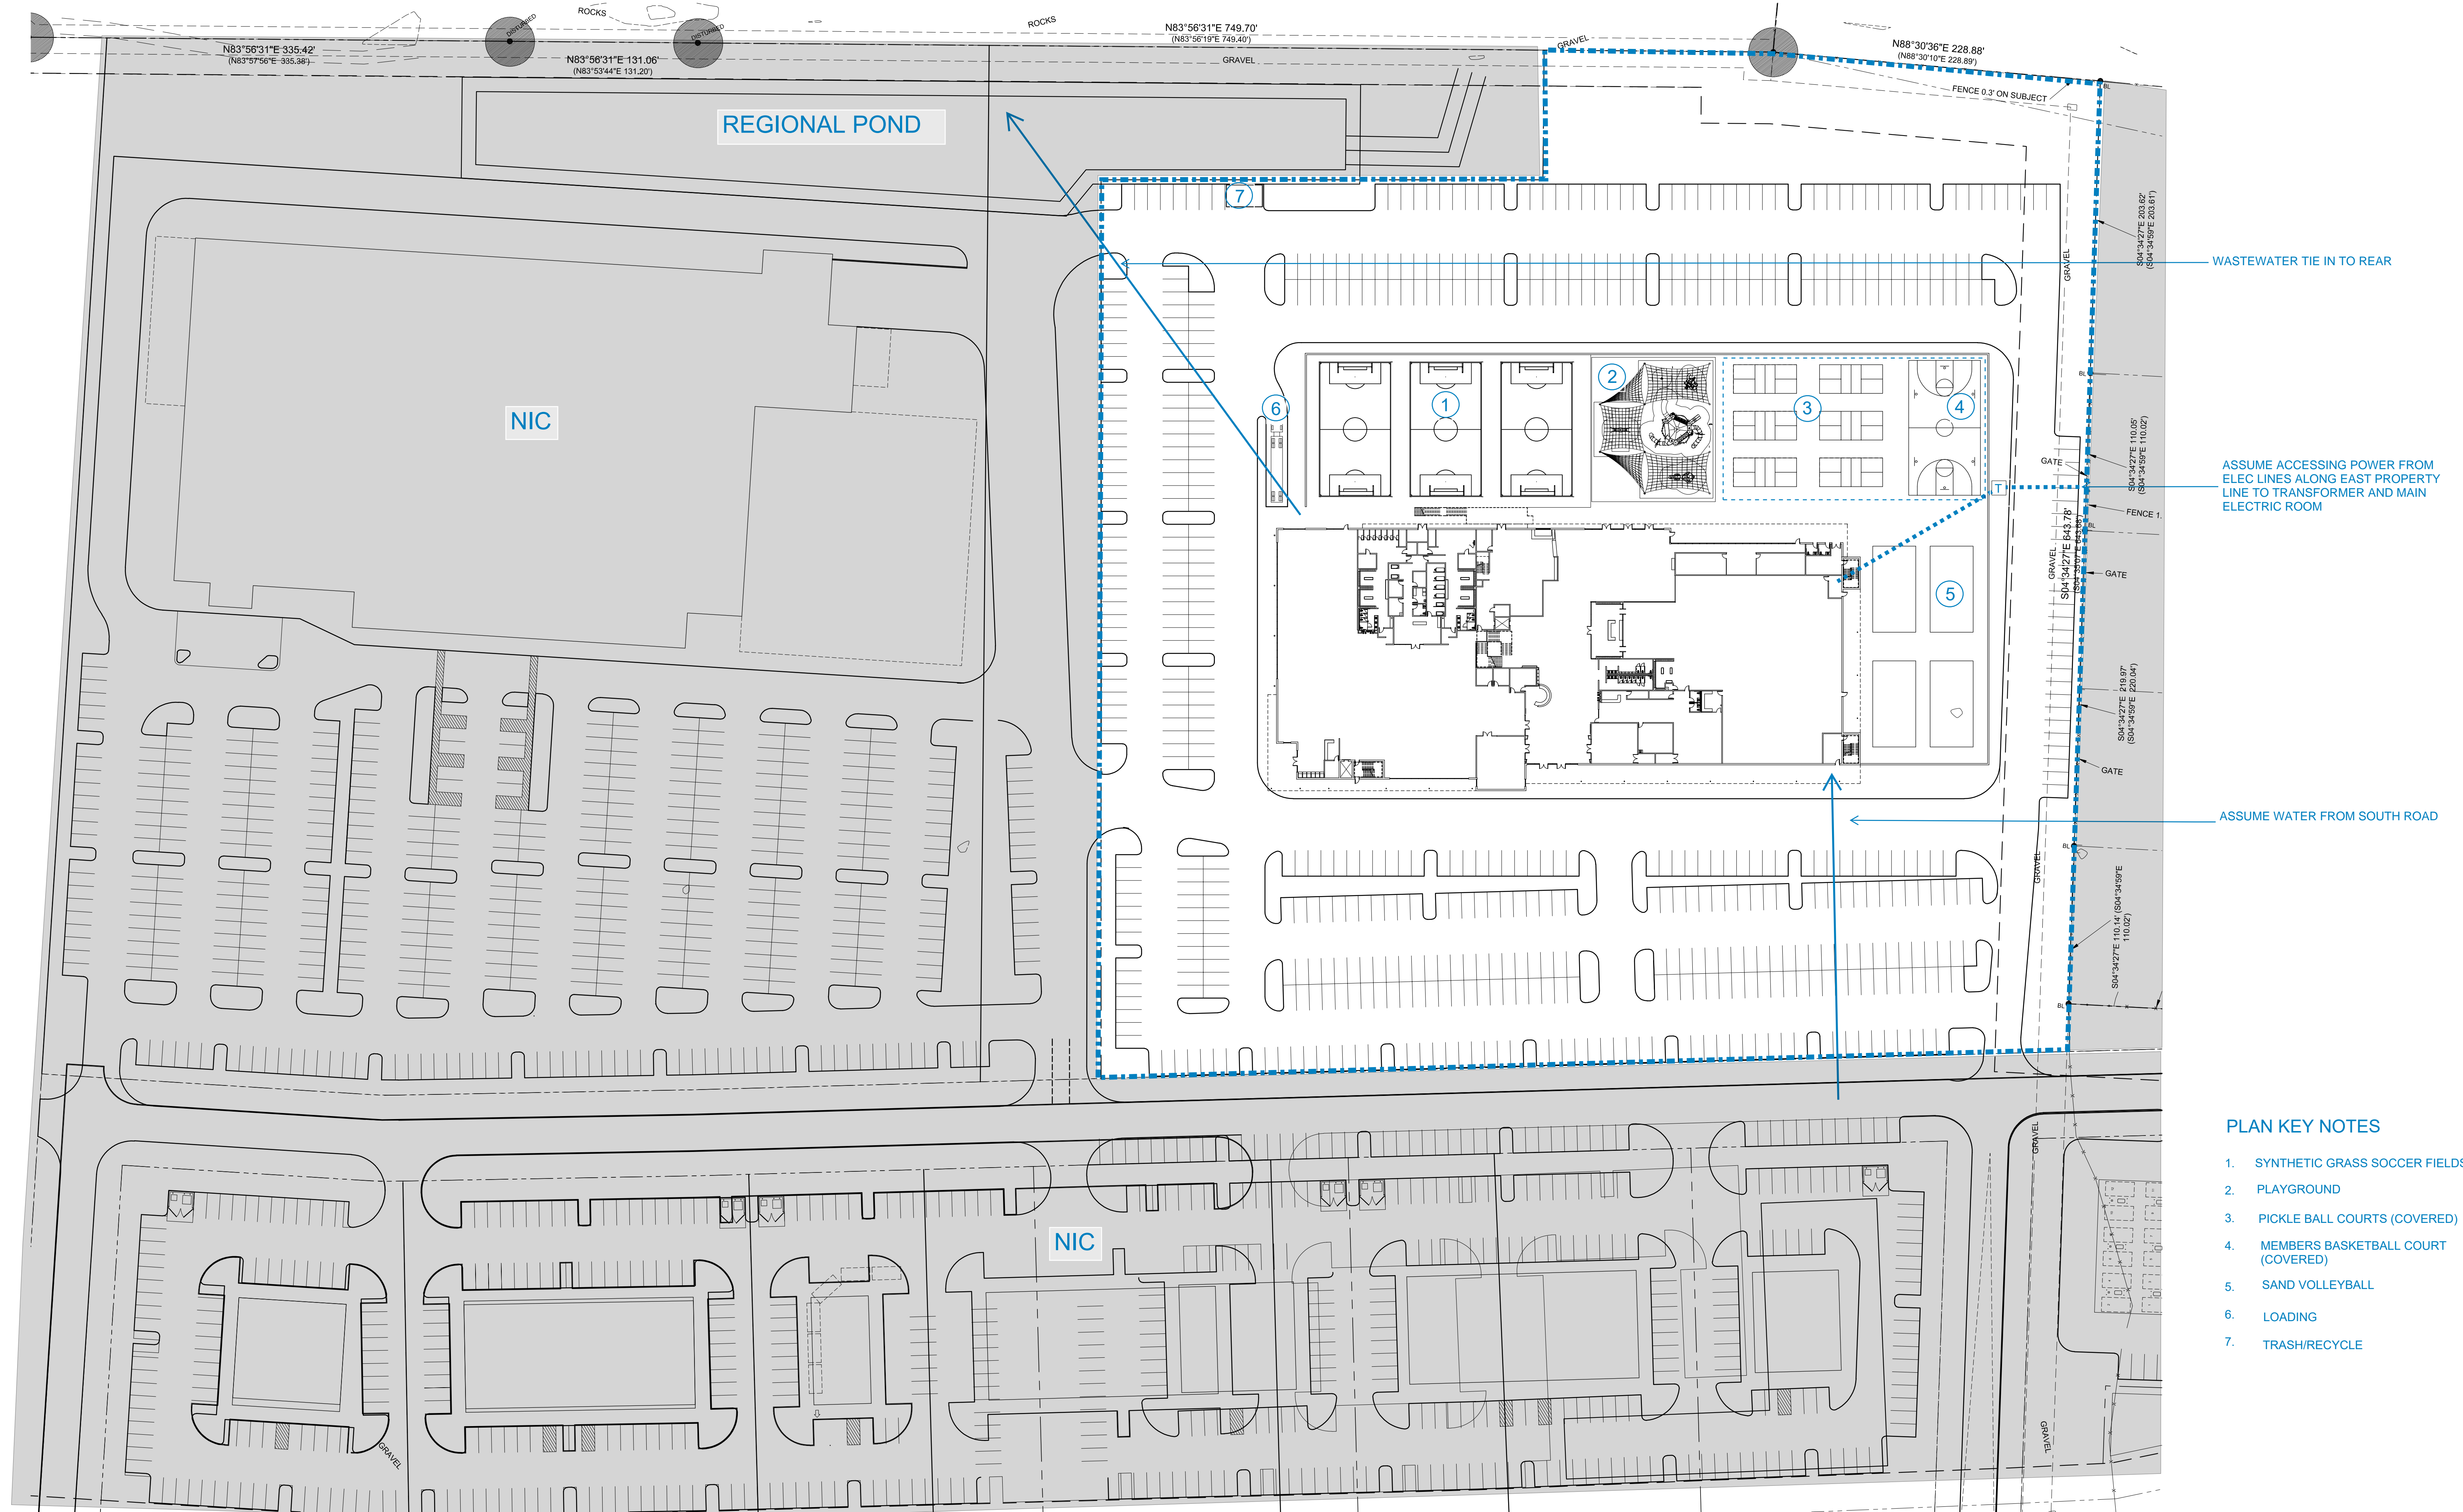 ROCKS
DISTURBED
DISTURBED
ROCKS
N83°56'31"E 335.42'
(N83°57'56"E 335.38')
N83°56'31"E 131.06'
(N83°53'44"E 131.20')
N83°56'31"E 749.70'
(N83°56'19"E 749.40')
GRAVEL
GRAVEL
N88°30'36"E 228.88'
(N88°30'10"E 228.89')
FENCE 0.3' ON SUBJECT
BL
REGIONAL POND
7
S04°34'27"E 203.62'
(S04°34'59"E 203.61')
GRAVEL
WASTEWATER TIE IN TO REAR
NIC
6
1
2
3
4
BL
S04°34'27"E 110.05'
(S04°34'59"E 110.02')
GATE
T
ASSUME ACCESSING POWER FROM
ELEC LINES ALONG EAST PROPERTY
LINE TO TRANSFORMER AND MAIN
ELECTRIC ROOM
FENCE 1.
BL
GRAVEL
S04°34'27"E 643.78'
GATE
5
S04°34'27"E 219.97'
(S04°34'59"E 220.04')
GATE
ASSUME WATER FROM SOUTH ROAD
BL
GRAVEL
S04°34'27"E 110.14' (S04°34'59"E
110.02')
BL
GRAVEL
NIC
GRAVEL
GRAVEL
PLAN KEY NOTES
1. SYNTHETIC GRASS SOCCER FIELDS
2. PLAYGROUND
3. PICKLE BALL COURTS (COVERED)
4. MEMBERS BASKETBALL COURT
(COVERED)
5. SAND VOLLEYBALL
6. LOADING
7. TRASH/RECYCLE